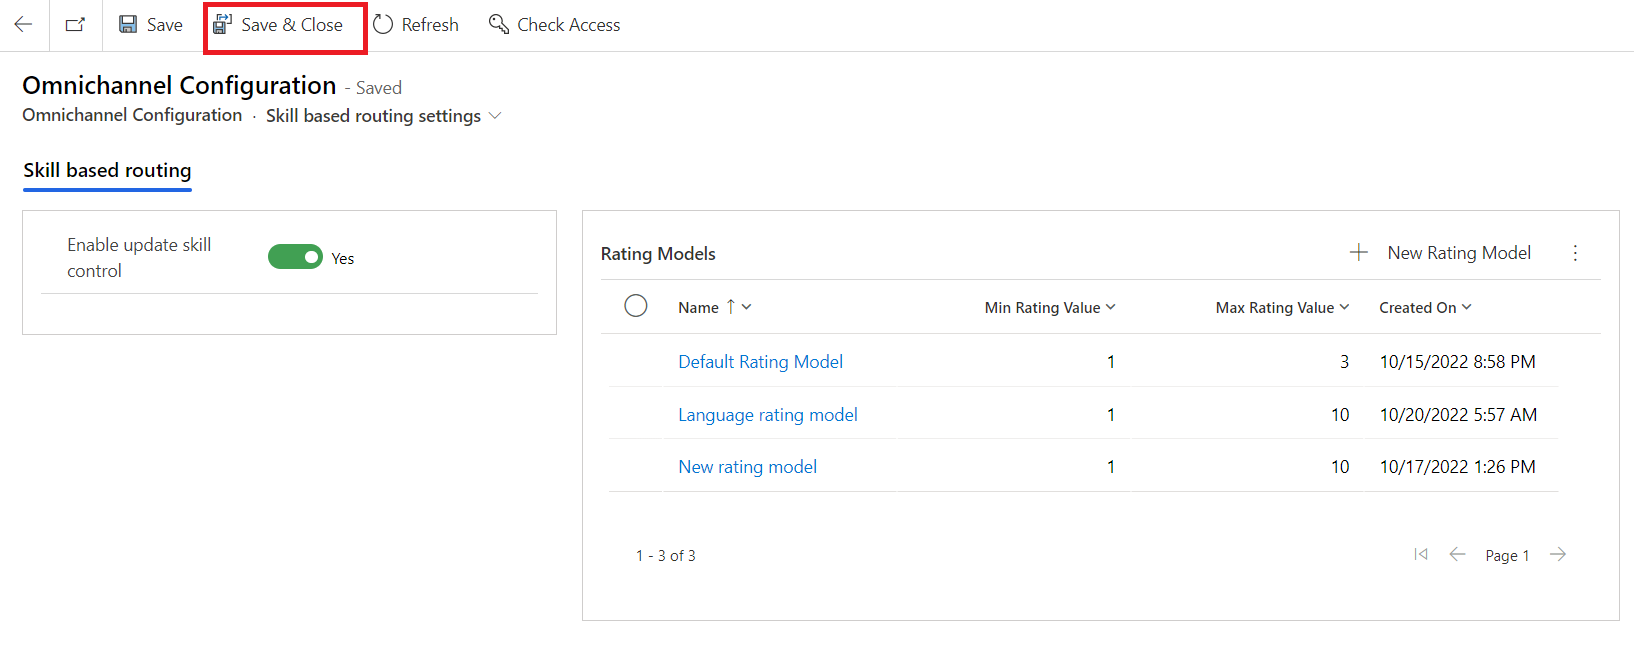 Save Save & Close Refresh Check Access
Omnichannel Configuration - Saved
Omnichannel Configuration · Skill based routing settings
Skill based routing
Enable update skill
control
Yes
Rating Models
New Rating Model
Name Min Rating Value Max Rating Value Created On
Default Rating Model 1 3 10/15/2022 8:58 PM
Language rating model 1 10 10/20/2022 5:57 AM
New rating model 1 10 10/17/2022 1:26 PM
1 - 3 of 3
Page 1